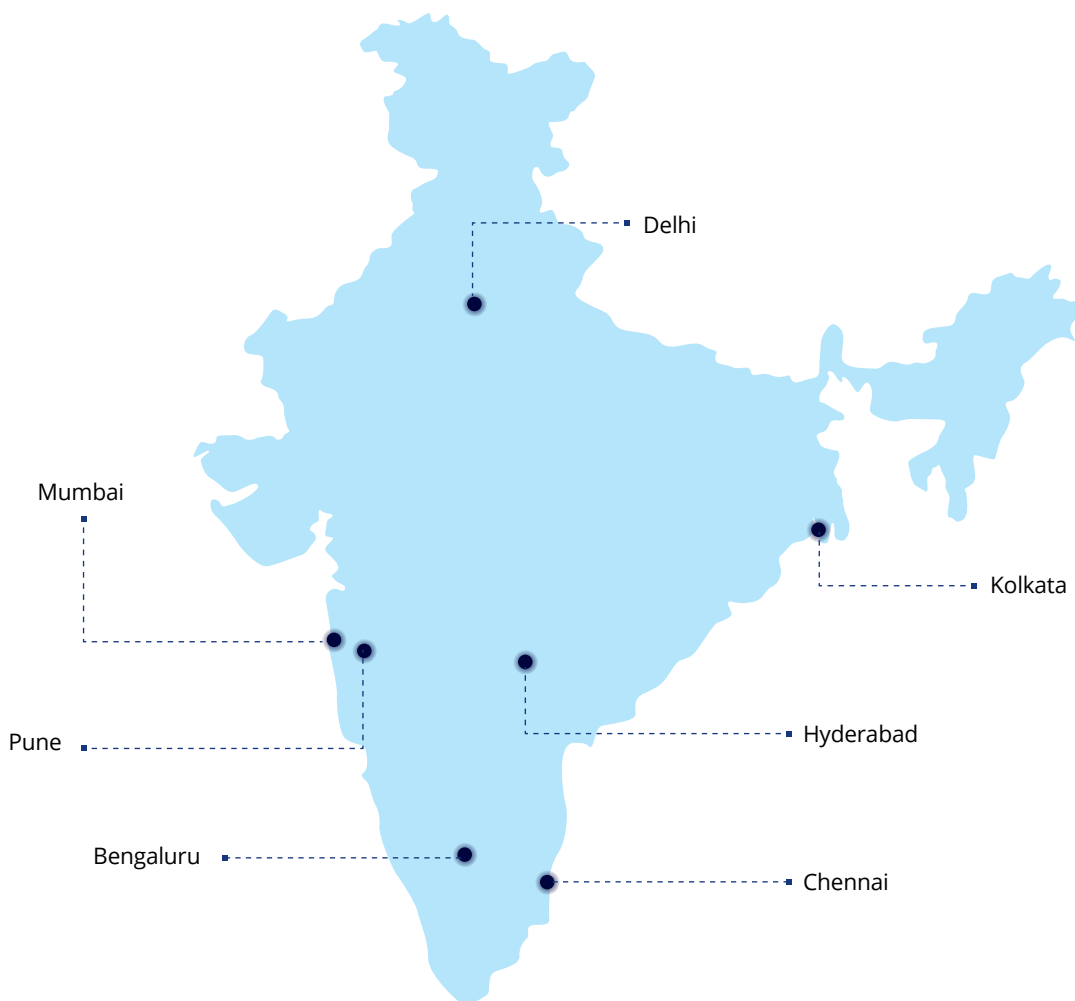 Delhi
Mumbai
Kolkata
Pune
Hyderabad
Bengaluru
Chennai